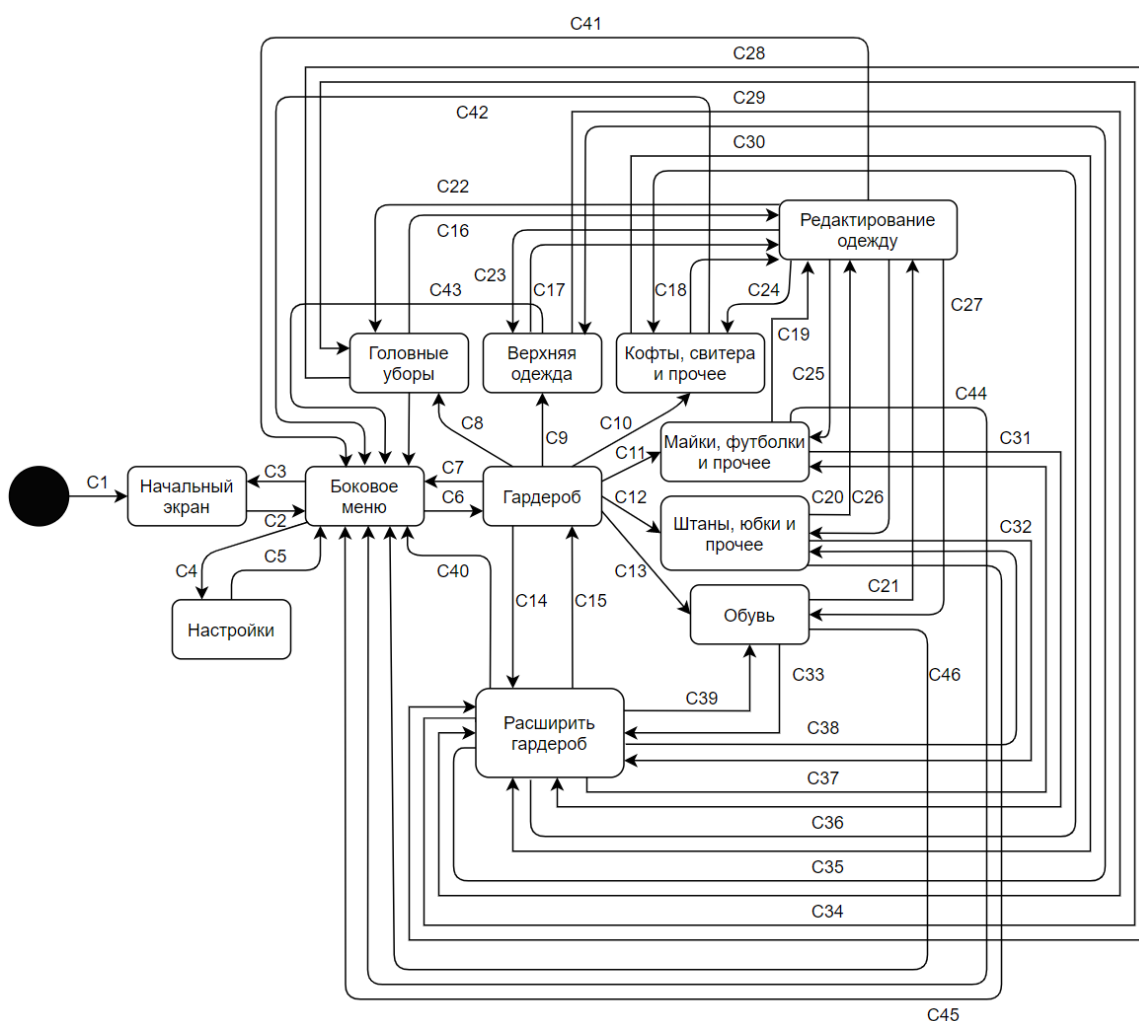 C41
C28
C29
C42
C30
C22
C16
Редактирование
одежду
C23
C43
C17
C18
C24
C27
C19
Головные
уборы
Верхняя
одежда
Кофты, свитера
и прочее
C25
C44
C8
C10
C9
C31
Майки, футболки
и прочее
C11
C3
C7
C1
Начальный
экран
Боковое
меню
Гардероб
C6
C12
C20
C26
C2
Штаны, юбки и
прочее
C32
C5
C4
C40
C13
C21
C14
C15
Обувь
Настройки
C33
C46
C39
Расширить
гардероб
C38
C37
C36
C35
C34
C45